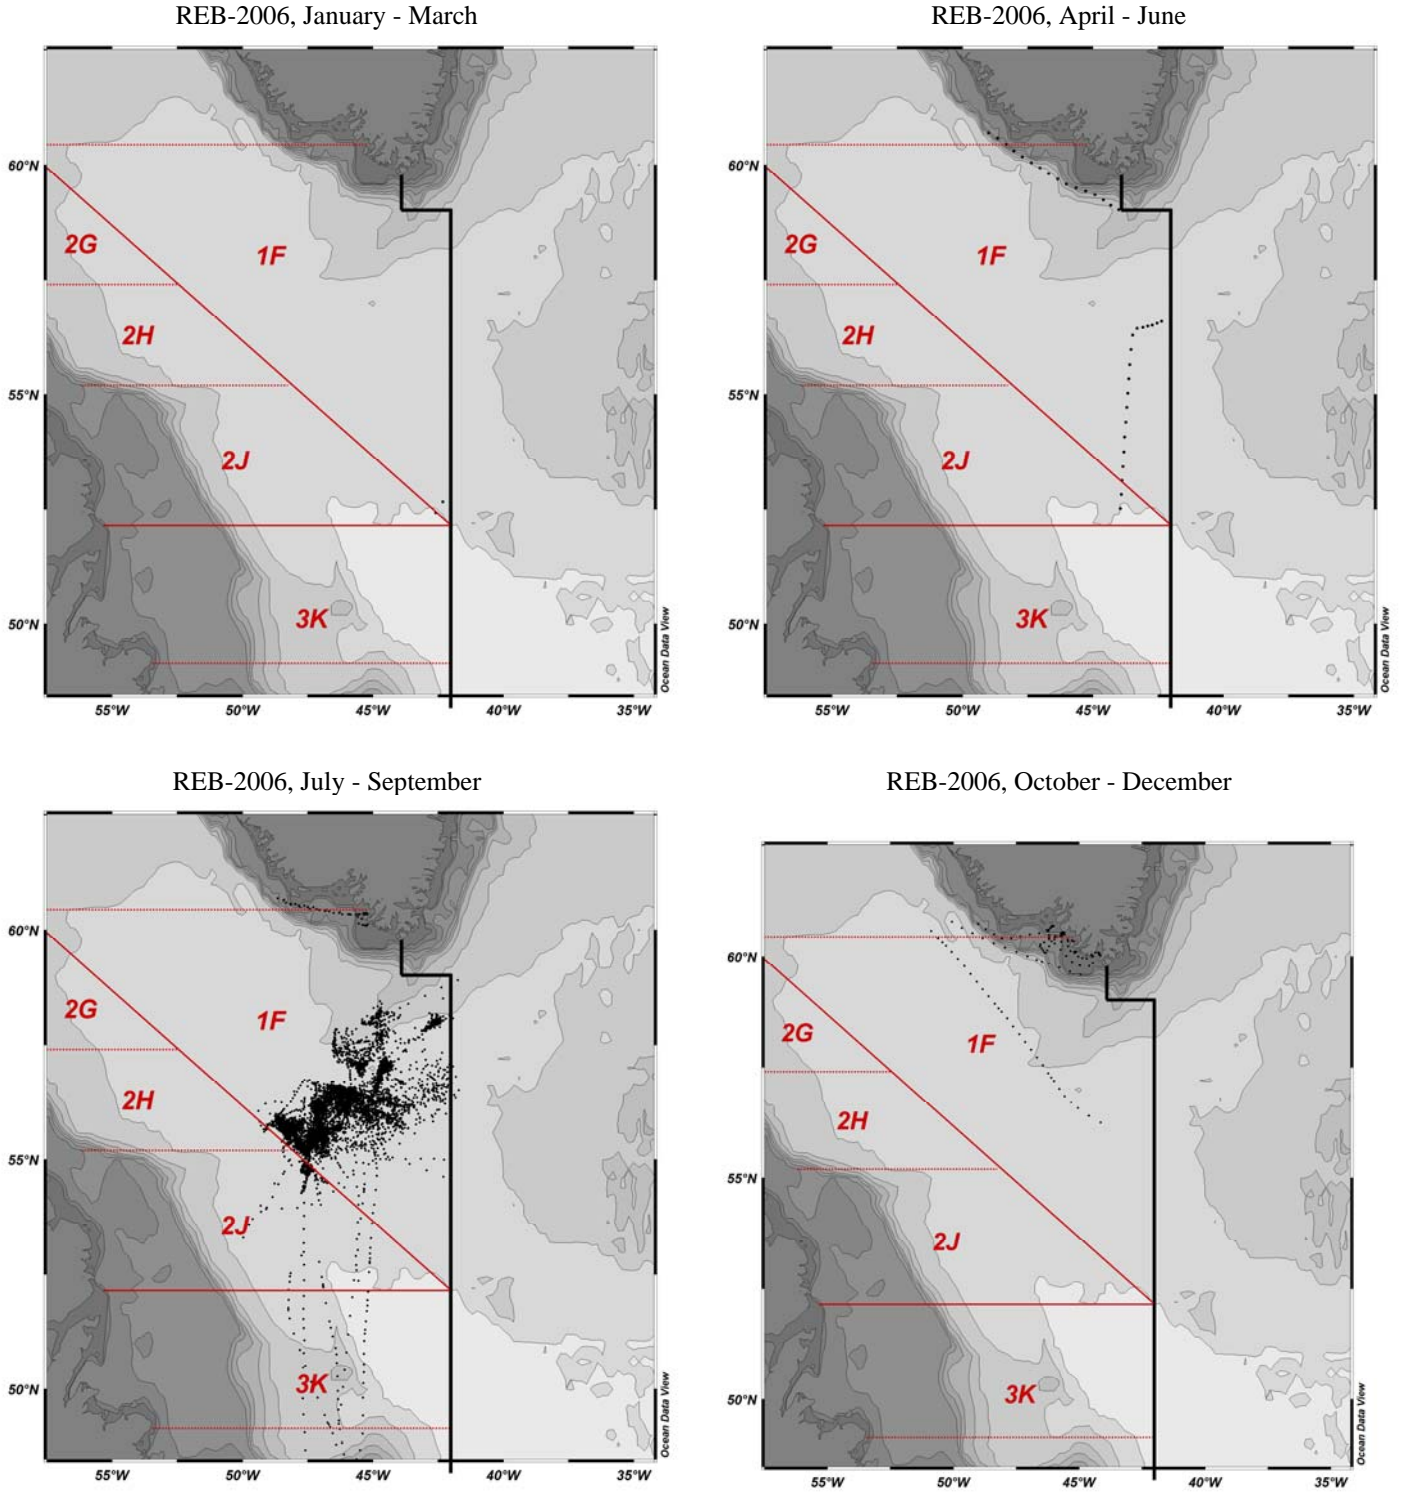 REB-2006, January - March
60°N
55°N
50°N
2G
1F
2H
2J
3K
55°W
50°W
45°W
40°W
35°W
Ocean Data View
REB-2006, April - June
60°N
55°N
50°N
2G
1F
2H
2J
3K
55°W
50°W
45°W
40°W
35°W
Ocean Data View
REB-2006, July - September
60°N
55°N
50°N
2G
1F
2H
2J
3K
55°W
50°W
45°W
40°W
35°W
Ocean Data View
REB-2006, October - December
60°N
55°N
50°N
2G
1F
2H
2J
3K
55°W
50°W
45°W
40°W
35°W
Ocean Data View